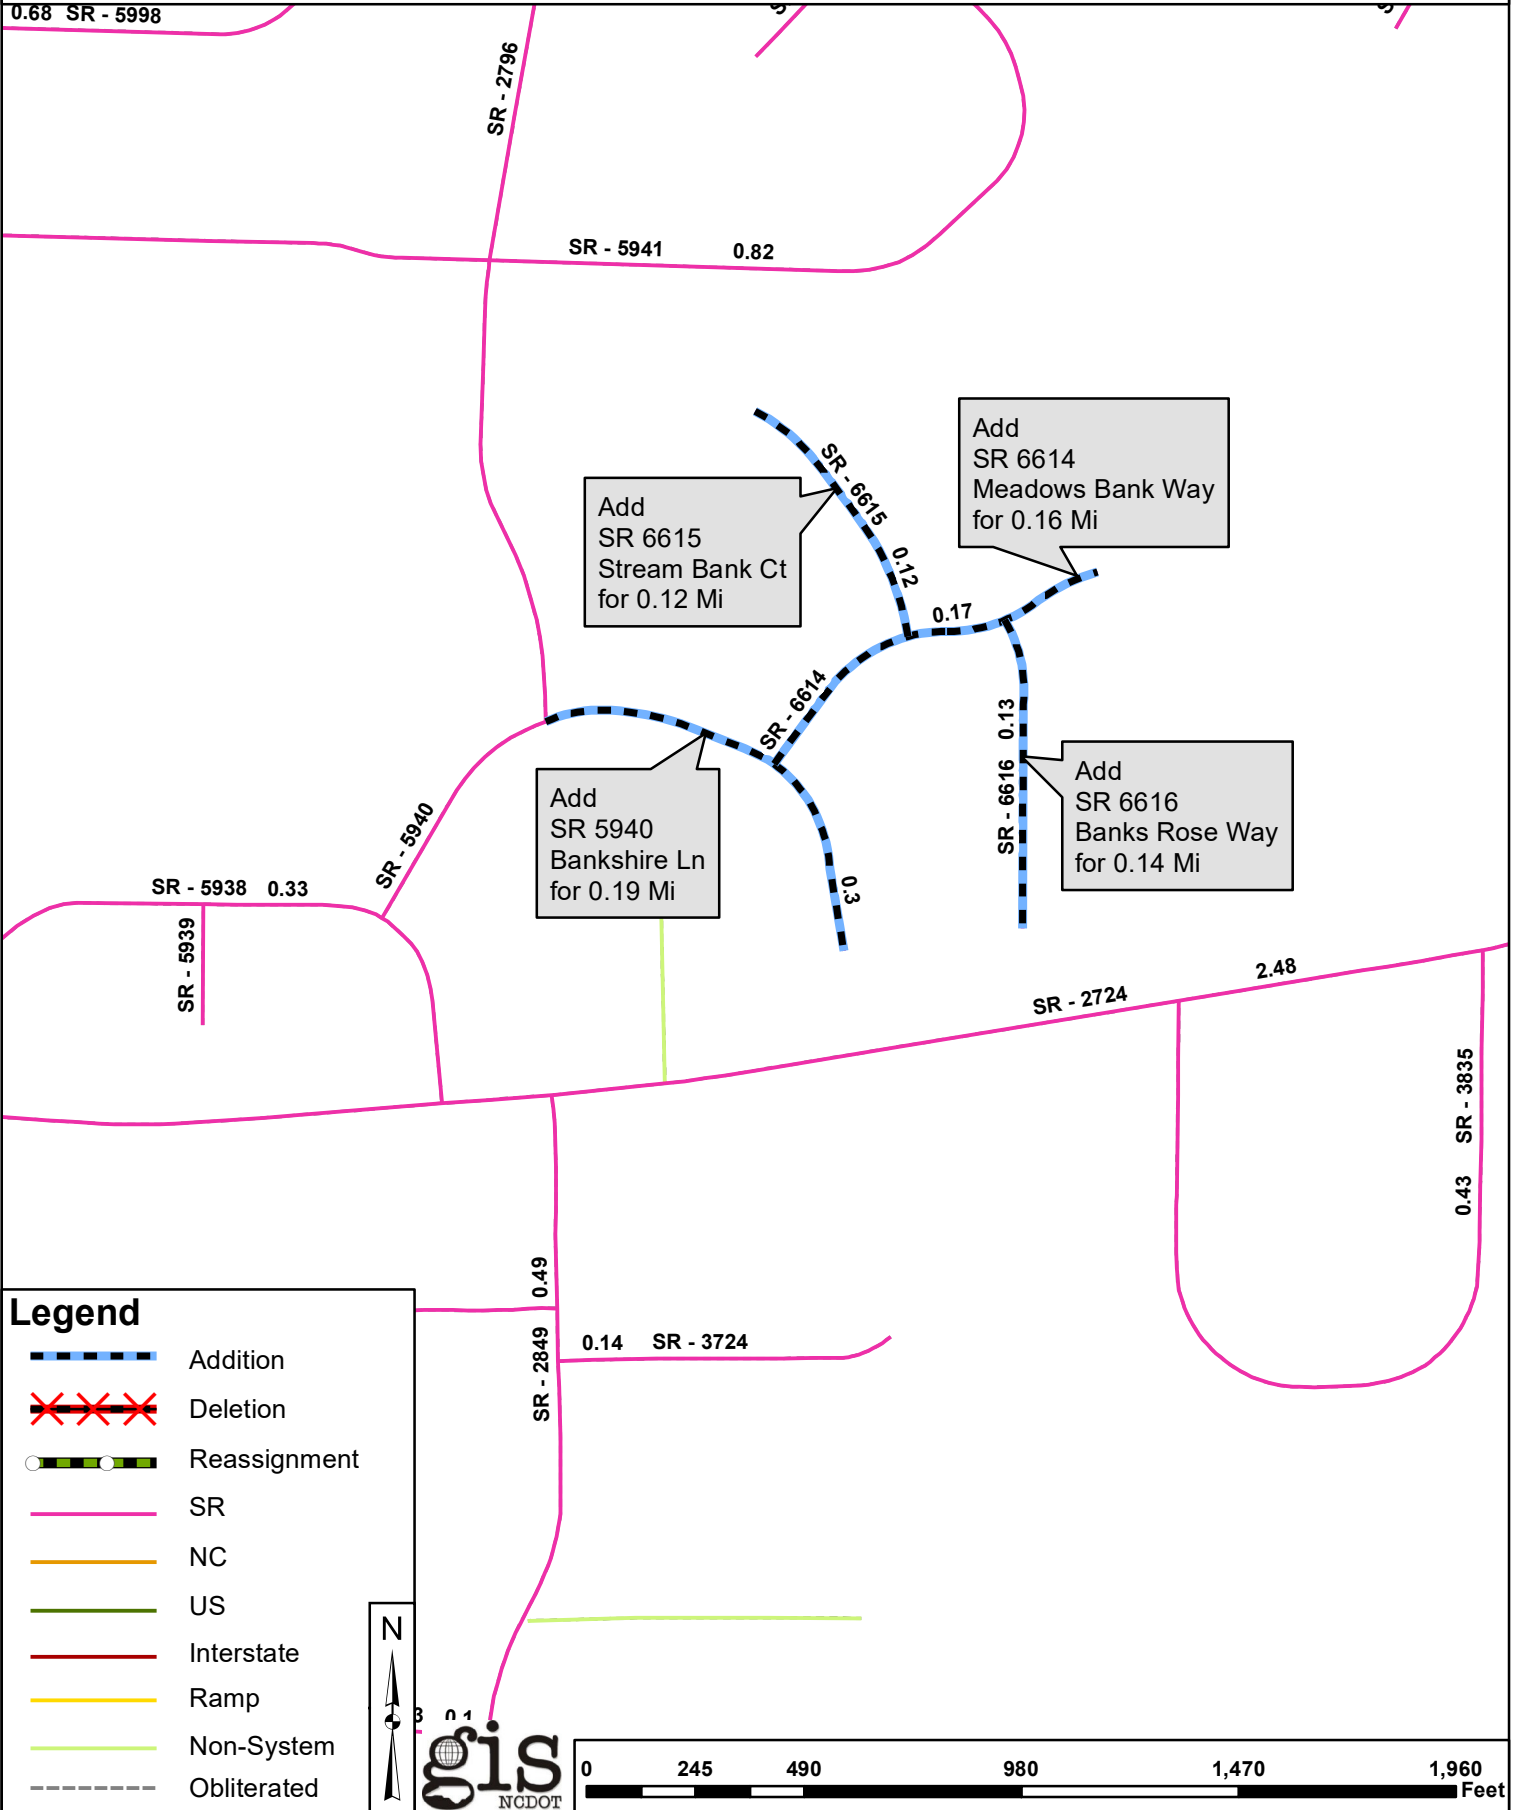 0.68 SR - 5998
SR - 2796
SR - 5941 0.82
Add
SR 6614
Meadows Bank Way
for 0.16 Mi
SR - 6615
0.12
Add
SR 6615
Stream Bank Ct
for 0.12 Mi
0.17
SR - 6614
SR - 6616 0.13
Add
SR 6616
Banks Rose Way
for 0.14 Mi
Add
SR 5940
Bankshire Ln
for 0.19 Mi
SR - 5940
0.3
SR - 5938 0.33
SR - 5939
2.48
SR - 2724
SR - 3835
0.43
0.49
SR - 2849
0.14 SR - 3724
Legend
Addition
Deletion
Reassignment
SR
NC
US
Interstate
Ramp
Non-System
Obliterated
N
3 0.1
gis
NCDOT
0 245 490 980 1,470 1,960
Feet